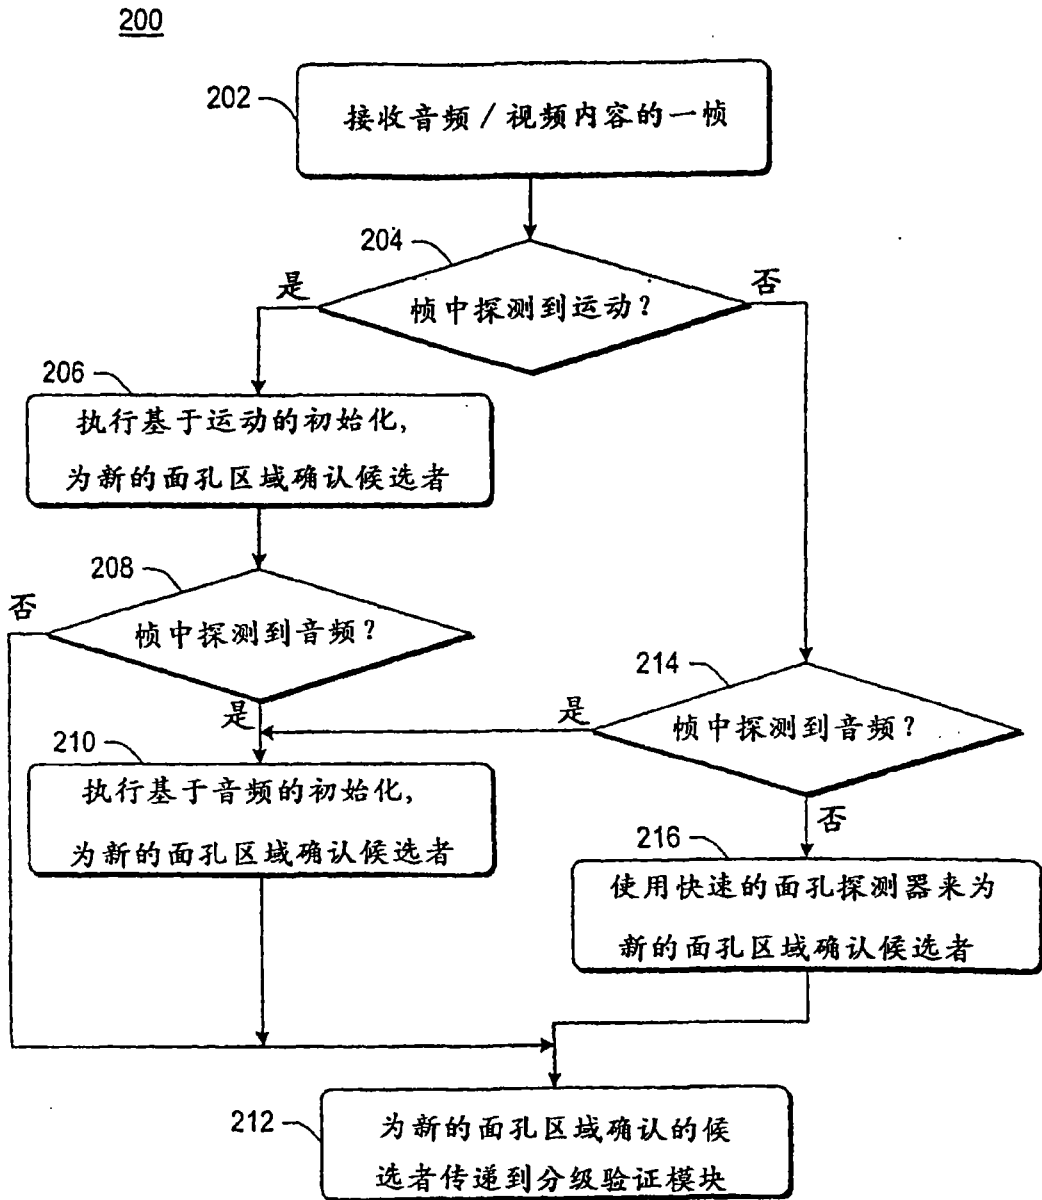 200
202
接收音频/视频内容的一帧
204
是
否
帧中探测到运动?
206
执行基于运动的初始化,
为新的面孔区域确认候选者
208
否
帧中探测到音频?
是
214
是
帧中探测到音频?
210
执行基于音频的初始化,
为新的面孔区域确认候选者
否
216
使用快速的面孔探测器来为
新的面孔区域确认候选者
212
为新的面孔区域确认的候
选者传递到分级验证模块